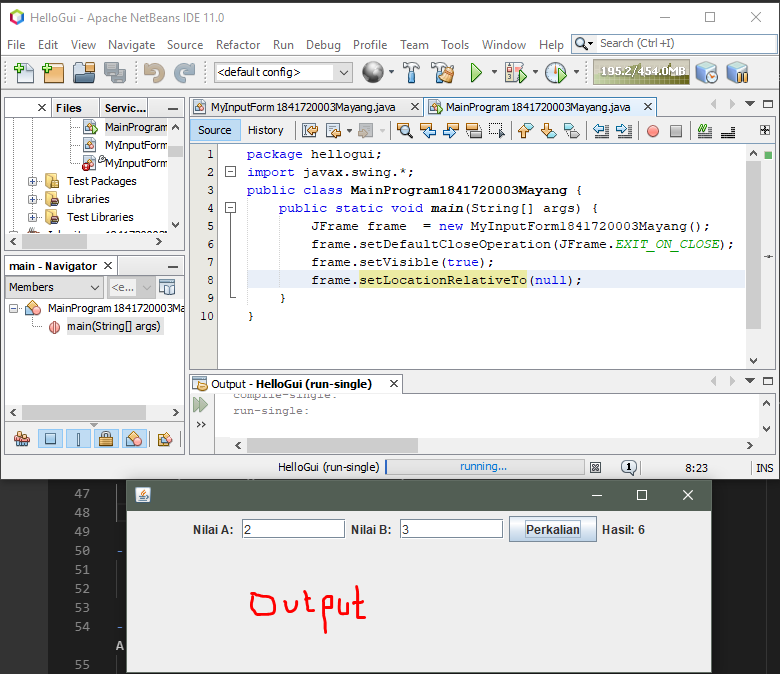 HelloGui - Apache NetBeans IDE 11.0
File Edit View Navigate Source Refactor Run Debug Profile Team Tools Window Help Search (Ctrl+I)
<default config> 195.2/454.0MB
Files Servic... MyInputForm1841720003Mayang.java MainProgram1841720003Mayang.java
MainProgram
MyInputForm
MyInputForm
Test Packages
Libraries
Test Libraries
Source History
1 package hellogui;
2 import javax.swing.*;
3 public class MainProgram1841720003Mayang {
4 public static void main(String[] args) {
5 JFrame frame = new MyInputForm1841720003Mayang();
6 frame.setDefaultCloseOperation(JFrame.EXIT_ON_CLOSE);
7 frame.setVisible(true);
8 frame.setLocationRelativeTo(null);
9 }
10 }
main - Navigator
Members <e...
MainProgram1841720003Ma
main(String[] args)
Output - HelloGui (run-single)
compile-single:
run-single:
HelloGui (run-single) running... 1 8:23 INS
47
48
49
50 -
51
52
53
54 -
A
55
Nilai A: 2 Nilai B: 3 Perkalian Hasil: 6
Output